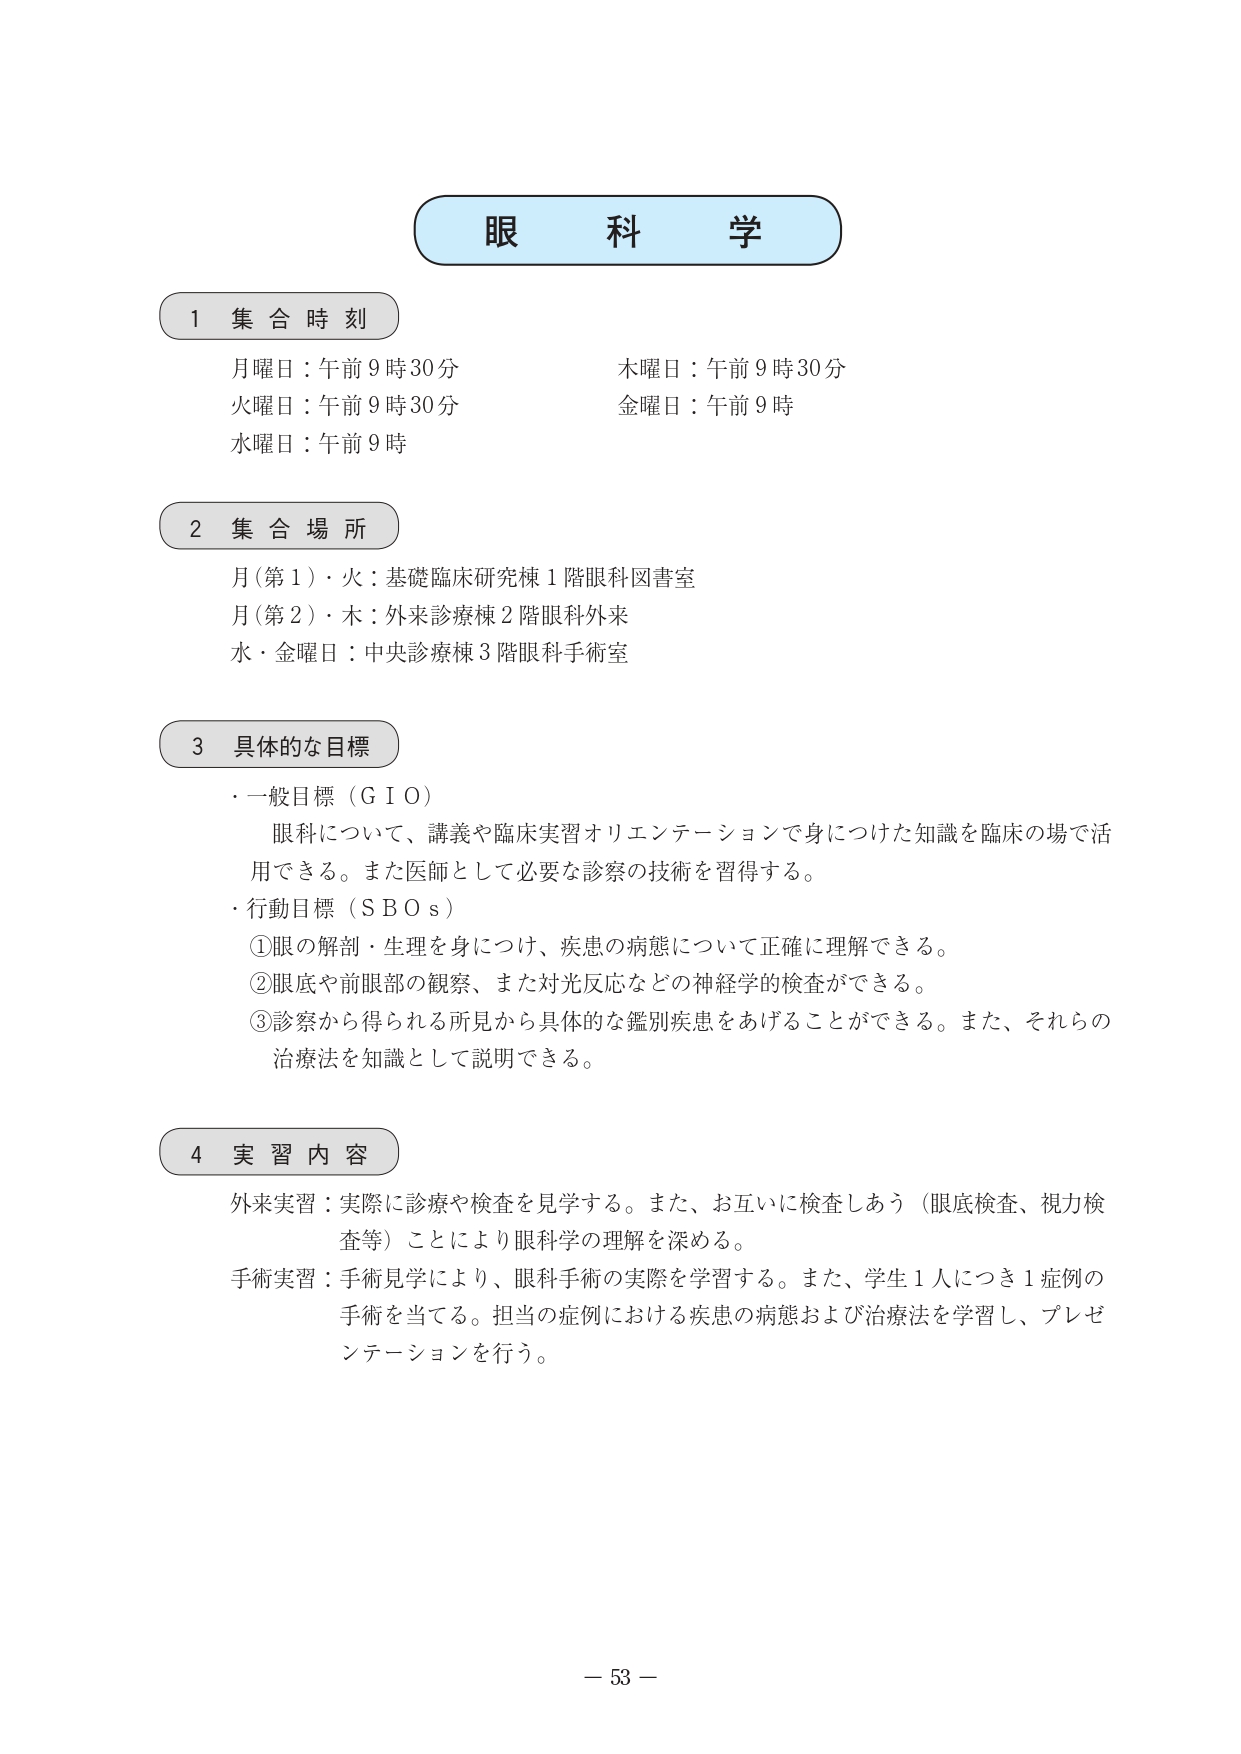 眼科学
1 集合時刻
月曜日：午前９時30分 木曜日：午前９時30分
火曜日：午前９時30分 金曜日：午前９時
水曜日：午前９時
2 集合場所
月（第１）・火：基礎臨床研究棟１階眼科図書室
月（第２）・木：外来診療棟２階眼科外来
水・金曜日：中央診療棟３階眼科手術室
3 具体的な目標
・一般目標（ＧＩＯ）
眼科について、講義や臨床実習オリエンテーションで身につけた知識を臨床の場で活
用できる。また医師として必要な診察の技術を習得する。
・行動目標（ＳＢＯｓ）
①眼の解剖・生理を身につけ、疾患の病態について正確に理解できる。
②眼底や前眼部の観察、また対光反応などの神経学的検査ができる。
③診察から得られる所見から具体的な鑑別疾患をあげることができる。また、それらの
治療法を知識として説明できる。
4 実習内容
外来実習：実際に診療や検査を見学する。また、お互いに検査しあう（眼底検査、視力検
査等）ことにより眼科学の理解を深める。
手術実習：手術見学により、眼科手術の実際を学習する。また、学生１人につき１症例の
手術を当てる。担当の症例における疾患の病態および治療法を学習し、プレゼ
ンテーションを行う。
― 53 ―